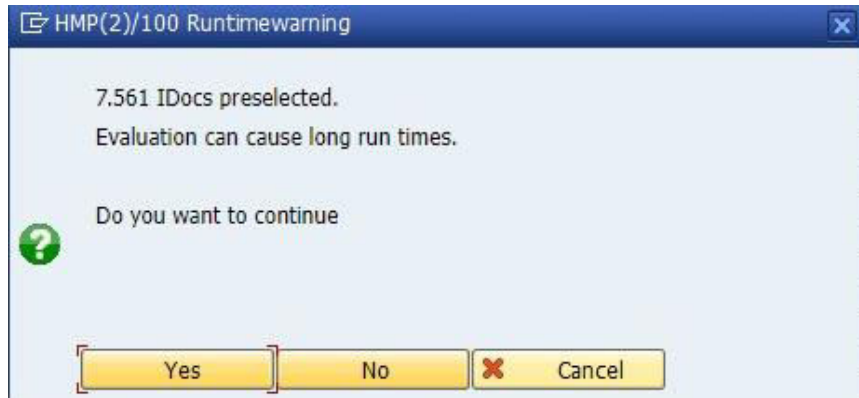 HMP(2)/100 Runtimewarning
7.561 IDocs preselected.
Evaluation can cause long run times.
Do you want to continue
Yes No Cancel